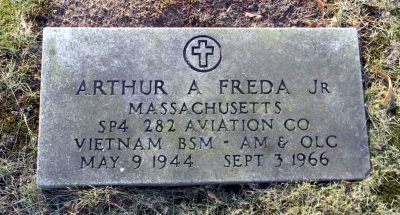 ARTHUR A FREDA JR
MASSACHUSETTS
SP4 282 AVIATION CO
VIETNAM BSM - AM & OLC
MAY 9 1944 SEPT 3 1966